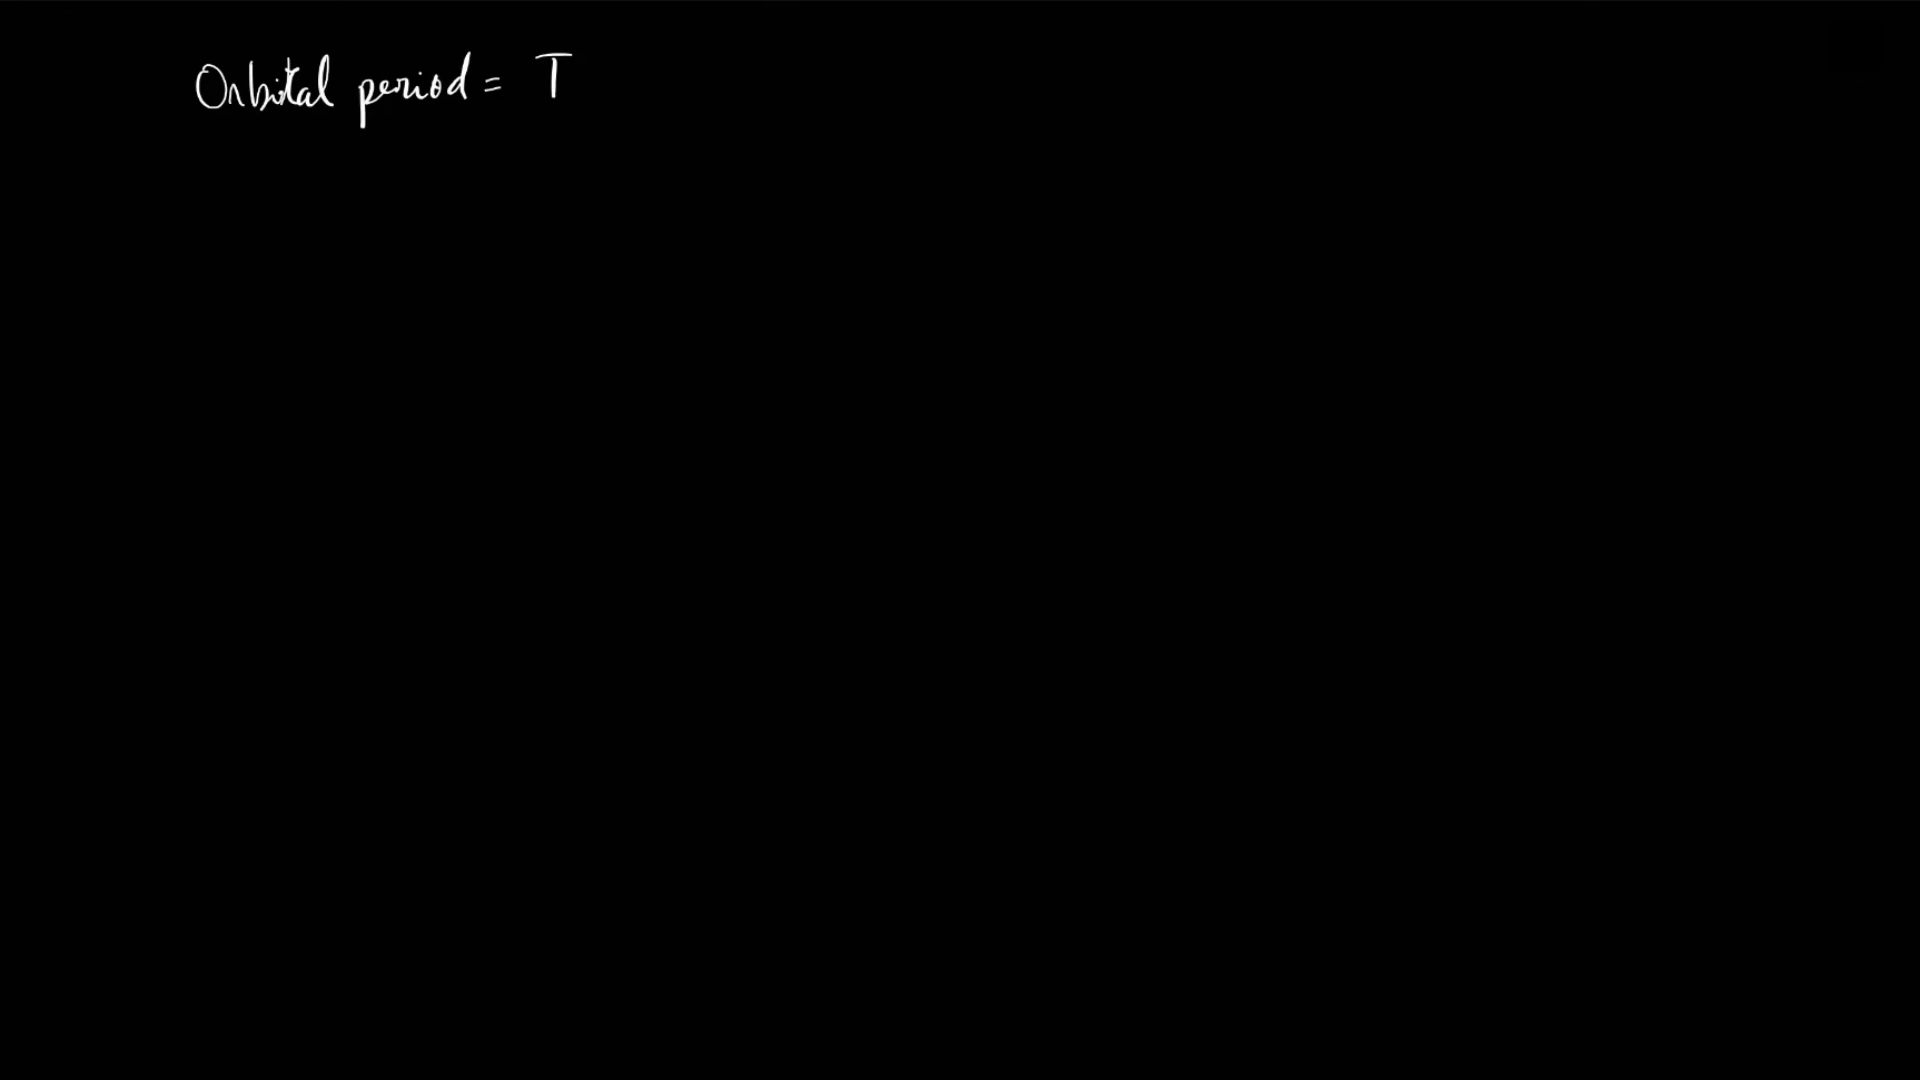 Orbital period = T